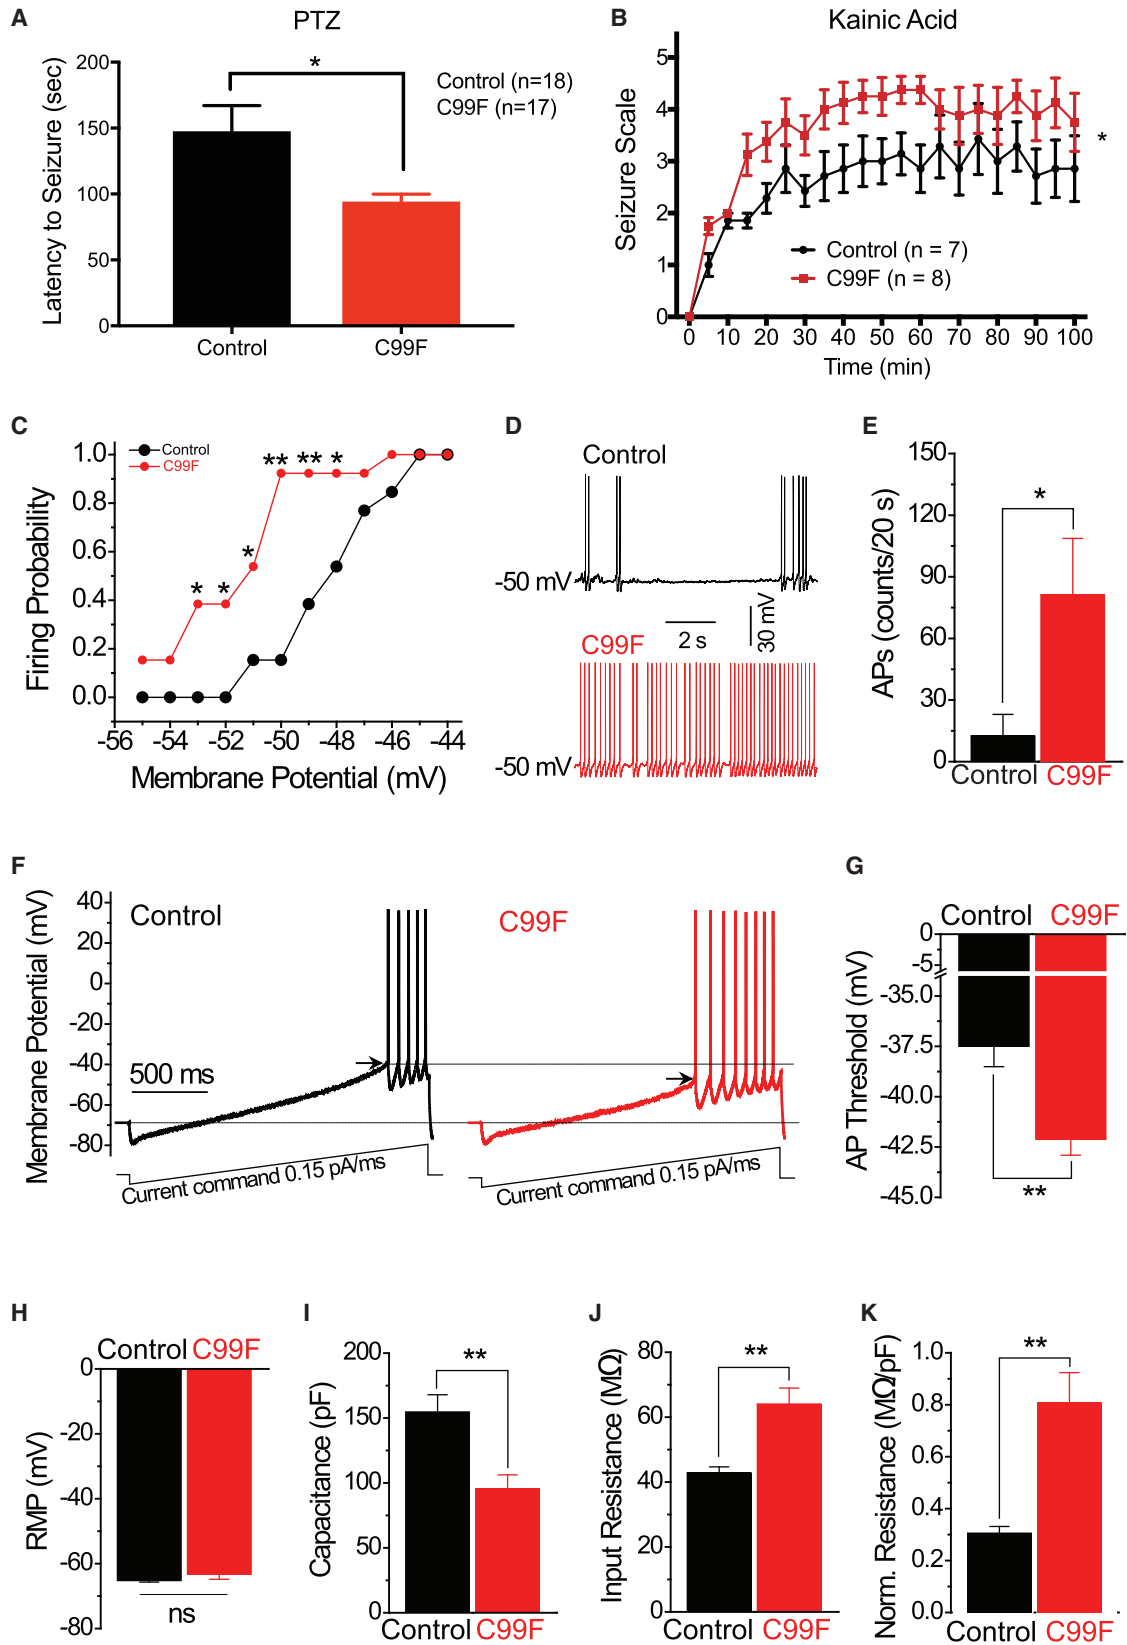 A
PTZ
Latency to Seizure (sec)
200
150
100
50
0
*
Control (n=18)
C99F (n=17)
Control
C99F
B
Kainic Acid
Seizure Scale
5
4
3
2
1
0
*
Control (n = 7)
C99F (n = 8)
0 10 20 30 40 50 60 70 80 90 100
Time (min)
C
Firing Probability
1.0
0.8
0.6
0.4
0.2
0.0
Control
C99F
** ** *
*
* *
-56 -54 -52 -50 -48 -46 -44
Membrane Potential (mV)
D
Control
-50 mV
2 s
30 mV
C99F
-50 mV
E
APs (counts/20 s)
150
120
90
60
30
0
*
Control C99F
F
Membrane Potential (mV)
40
20
0
-20
-40
-60
-80
Control
C99F
500 ms
Current command 0.15 pA/ms
Current command 0.15 pA/ms
G
Control C99F
AP Threshold (mV)
0
-5
-35.0
-37.5
-40.0
-42.5
-45.0
**
H
Control C99F
RMP (mV)
0
-20
-40
-60
-80
ns
I
Capacitance (pF)
200
150
100
50
0
**
Control C99F
J
Input Resistance (MΩ)
80
60
40
20
0
**
Control C99F
K
Norm. Resistance (MΩ/pF)
1.0
0.8
0.6
0.4
0.2
0.0
**
Control C99F